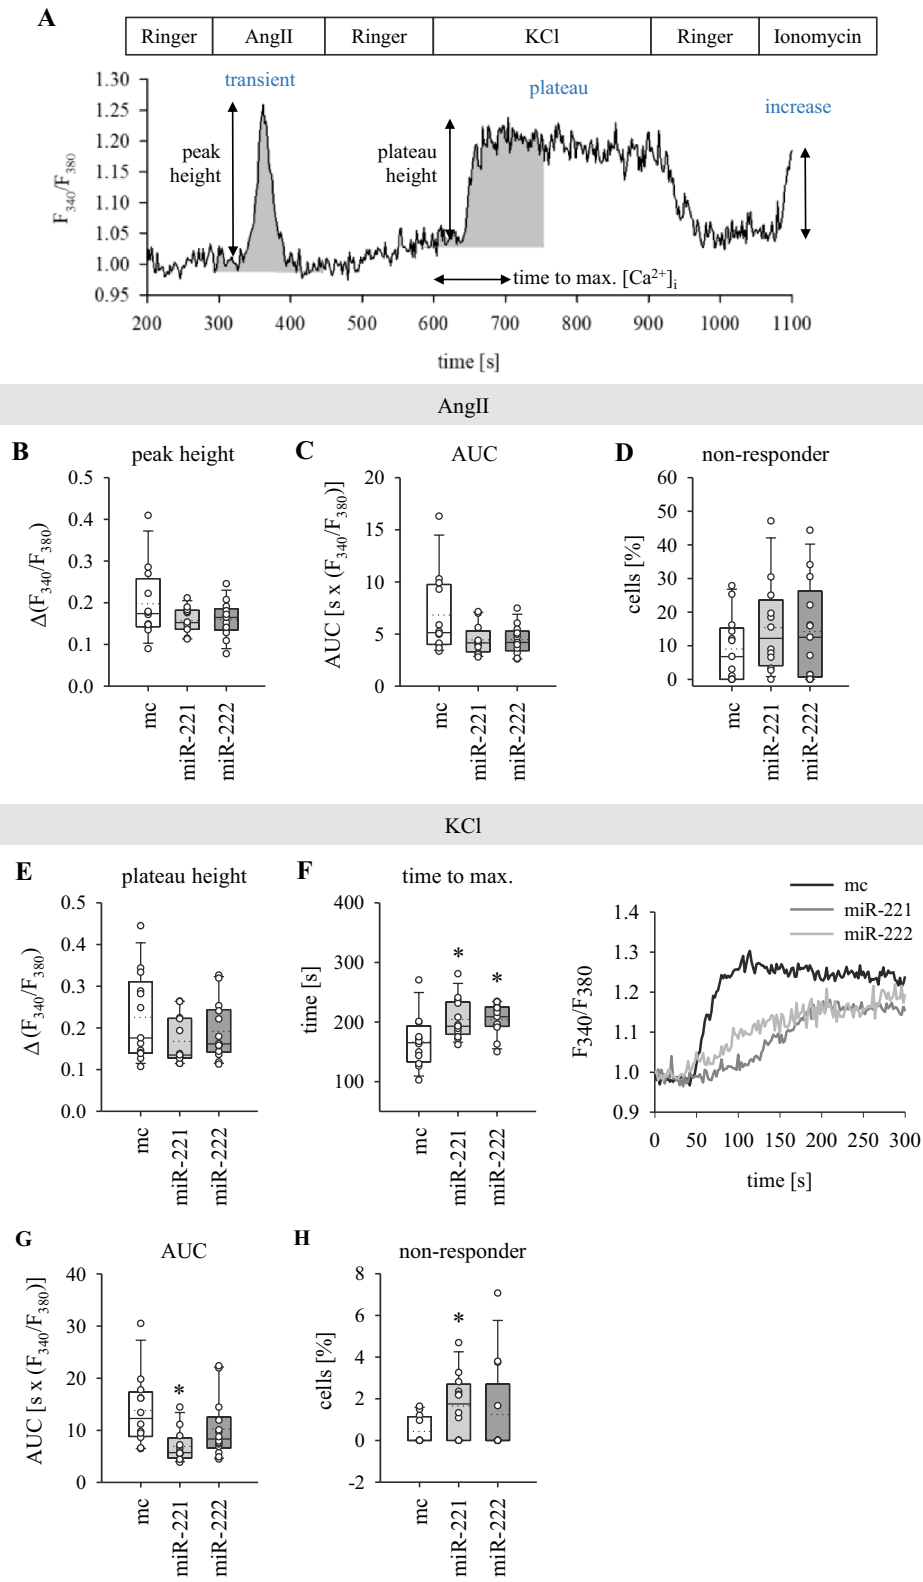 A
Ringer AngII Ringer KCl Ringer Ionomycin
transient
plateau
increase
peak
height
plateau
height
time to max. [Ca²⁺]ᵢ
F₃₄₀/F₃₈₀
1.30
1.25
1.20
1.15
1.10
1.05
1.00
0.95
200 300 400 500 600 700 800 900 1000 1100
time [s]
AngII
B
peak height
Δ(F₃₄₀/F₃₈₀)
0.5
0.4
0.3
0.2
0.1
0.0
mc
miR-221
miR-222
C
AUC
AUC [s x (F₃₄₀/F₃₈₀)]
20
15
10
5
0
mc
miR-221
miR-222
D
non-responder
cells [%]
60
50
40
30
20
10
0
mc
miR-221
miR-222
KCl
E
plateau height
Δ (F₃₄₀/F₃₈₀)
0.5
0.4
0.3
0.2
0.1
0.0
mc
miR-221
miR-222
F
time to max.
time [s]
400
300
200
100
*
*
mc
miR-221
miR-222
mc
miR-221
miR-222
F₃₄₀/F₃₈₀
1.4
1.3
1.2
1.1
1.0
0.9
0 50 100 150 200 250 300
time [s]
G
AUC
AUC [s x (F₃₄₀/F₃₈₀)]
40
30
20
10
0
*
mc
miR-221
miR-222
H
non-responder
cells [%]
8
6
4
2
0
-2
*
mc
miR-221
miR-222